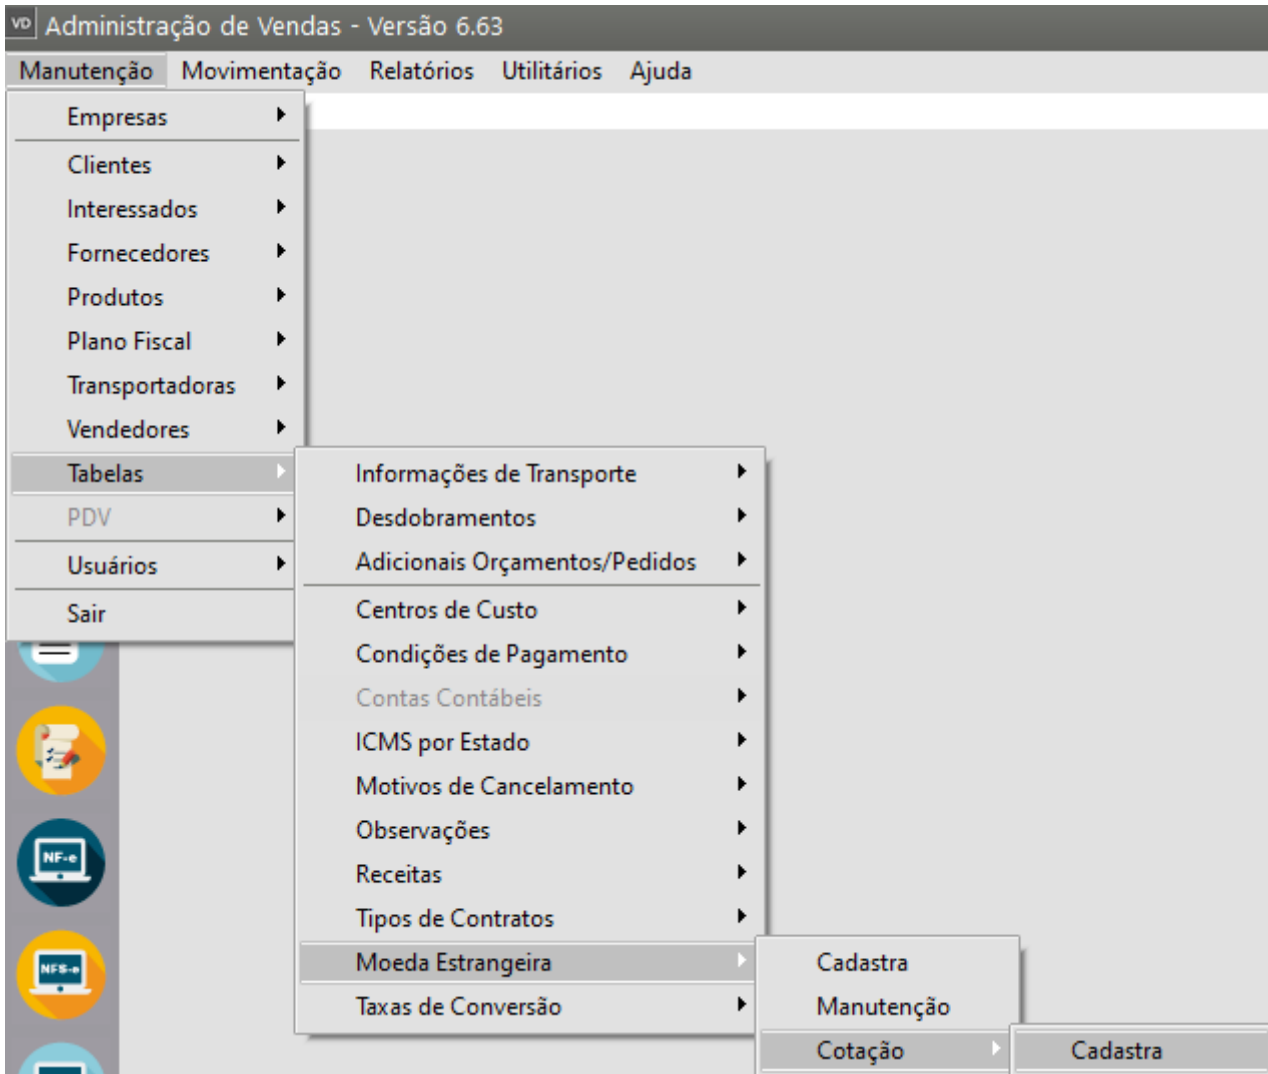 VD Administração de Vendas - Versão 6.63
Manutenção Movimentação Relatórios Utilitários Ajuda
Empresas
Clientes
Interessados
Fornecedores
Produtos
Plano Fiscal
Transportadoras
Vendedores
Tabelas
PDV
Usuários
Sair
Informações de Transporte
Desdobramentos
Adicionais Orçamentos/Pedidos
Centros de Custo
Condições de Pagamento
Contas Contábeis
ICMS por Estado
Motivos de Cancelamento
Observações
Receitas
Tipos de Contratos
Moeda Estrangeira
Taxas de Conversão
Cadastra
Manutenção
Cotação
Cadastra
NF-e
NFS-e